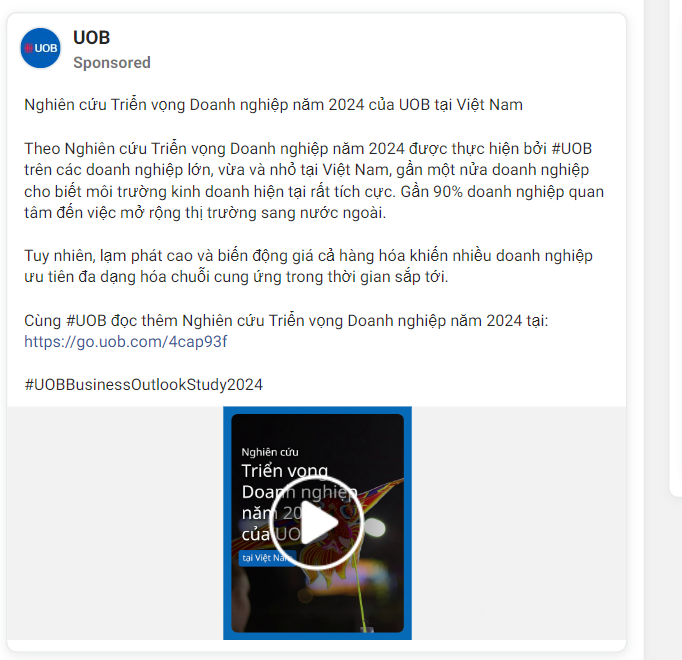 UOB
UOB
Sponsored
Nghiên cứu Triển vọng Doanh nghiệp năm 2024 của UOB tại Việt Nam
Theo Nghiên cứu Triển vọng Doanh nghiệp năm 2024 được thực hiện bởi #UOB
trên các doanh nghiệp lớn, vừa và nhỏ tại Việt Nam, gần một nửa doanh nghiệp
cho biết môi trường kinh doanh hiện tại rất tích cực. Gần 90% doanh nghiệp quan
tâm đến việc mở rộng thị trường sang nước ngoài.
Tuy nhiên, lạm phát cao và biến động giá cả hàng hóa khiến nhiều doanh nghiệp
ưu tiên đa dạng hóa chuỗi cung ứng trong thời gian sắp tới.
Cùng #UOB đọc thêm Nghiên cứu Triển vọng Doanh nghiệp năm 2024 tại:
https://go.uob.com/4cap93f
#UOBBusinessOutlookStudy2024
Nghiên cứu
Triển vọng
Doanh nghiệp
năm 20
của UO
tại Việt Nam